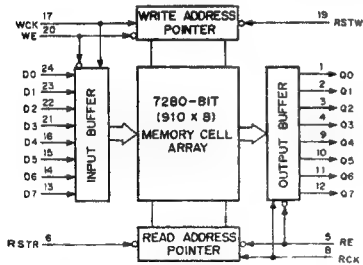 17
WCK
20
WE
WRITE ADDRESS
POINTER
19
RSTW
24
D0
23
D1
22
D2
21
D3
16
D4
15
D5
14
D6
13
D7
INPUT BUFFER
7280-BIT
(910 X 8)
MEMORY CELL
ARRAY
OUTPUT BUFFER
1
Q0
2
Q1
3
Q2
4
Q3
9
Q4
10
Q5
11
Q6
12
Q7
6
RSTR
READ ADDRESS
POINTER
5
RE
8
RCK